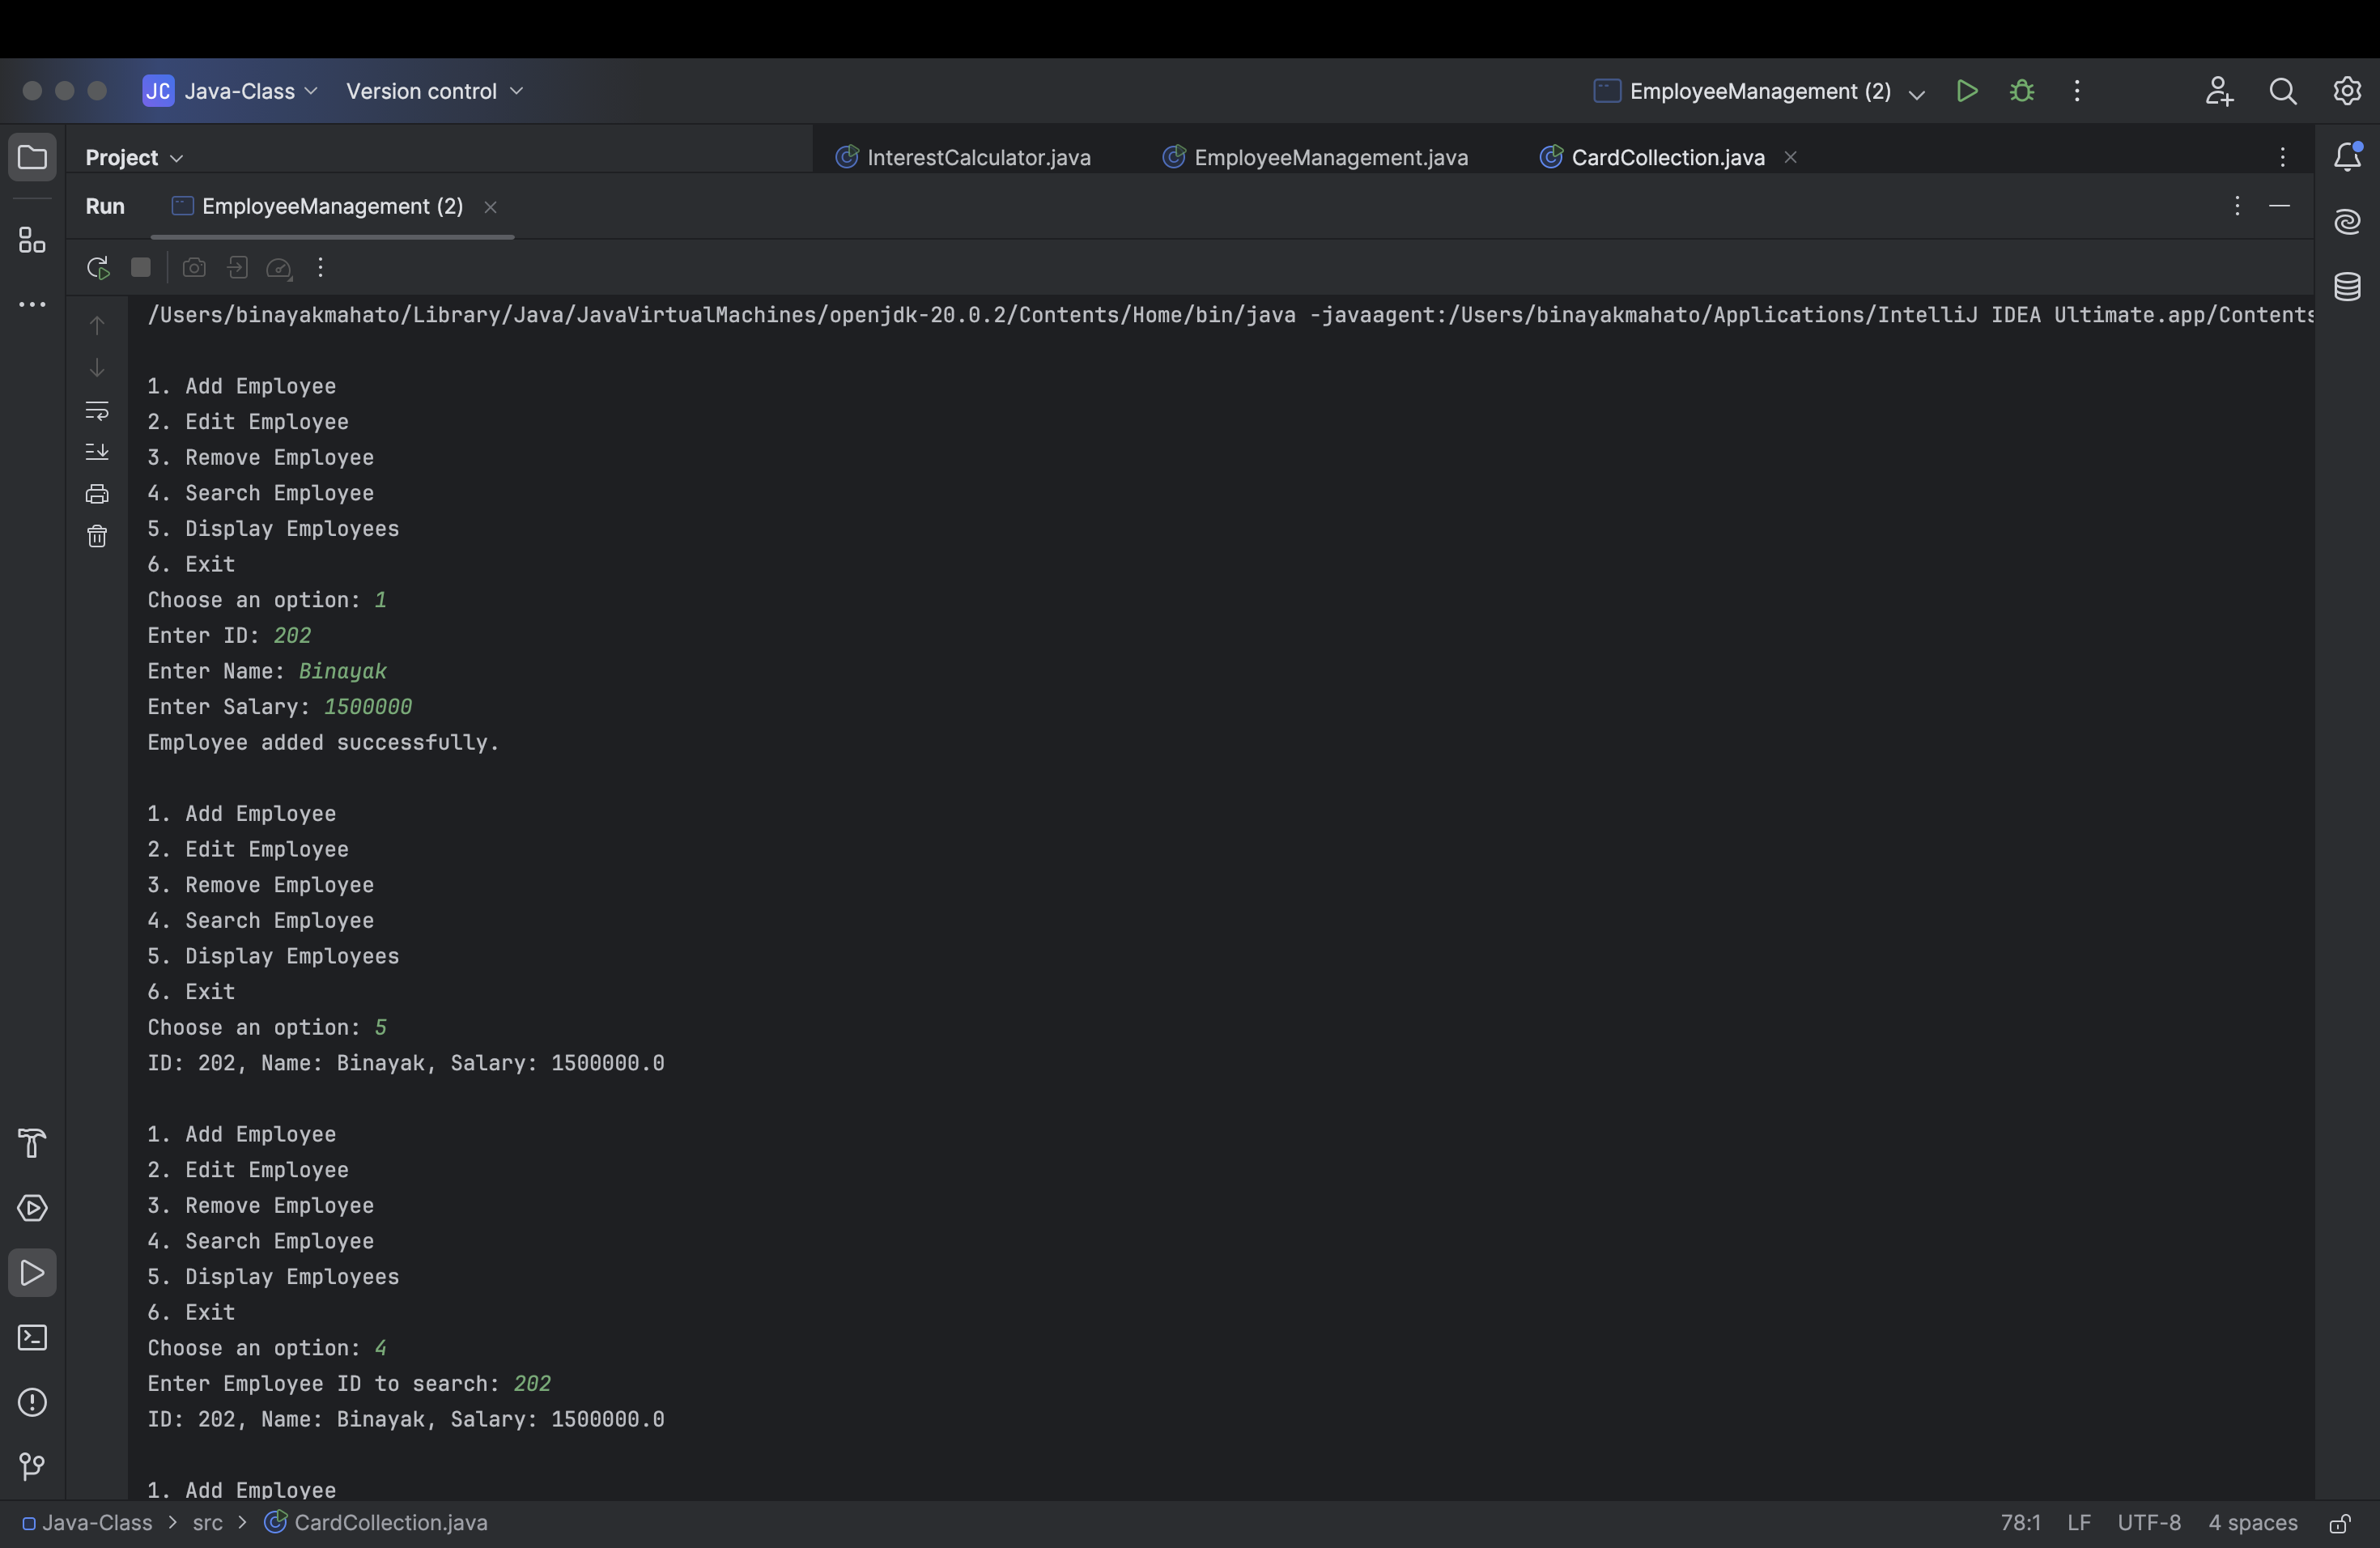 JC Java-Class Version control EmployeeManagement (2)
Project InterestCalculator.java EmployeeManagement.java CardCollection.java
Run EmployeeManagement (2)
/Users/binayakmahato/Library/Java/JavaVirtualMachines/openjdk-20.0.2/Contents/Home/bin/java -javaagent:/Users/binayakmahato/Applications/IntelliJ IDEA Ultimate.app/Contents
1. Add Employee
2. Edit Employee
3. Remove Employee
4. Search Employee
5. Display Employees
6. Exit
Choose an option: 1
Enter ID: 202
Enter Name: Binayak
Enter Salary: 1500000
Employee added successfully.
1. Add Employee
2. Edit Employee
3. Remove Employee
4. Search Employee
5. Display Employees
6. Exit
Choose an option: 5
ID: 202, Name: Binayak, Salary: 1500000.0
1. Add Employee
2. Edit Employee
3. Remove Employee
4. Search Employee
5. Display Employees
6. Exit
Choose an option: 4
Enter Employee ID to search: 202
ID: 202, Name: Binayak, Salary: 1500000.0
1. Add Employee
Java-Class > src > CardCollection.java 78:1 LF UTF-8 4 spaces